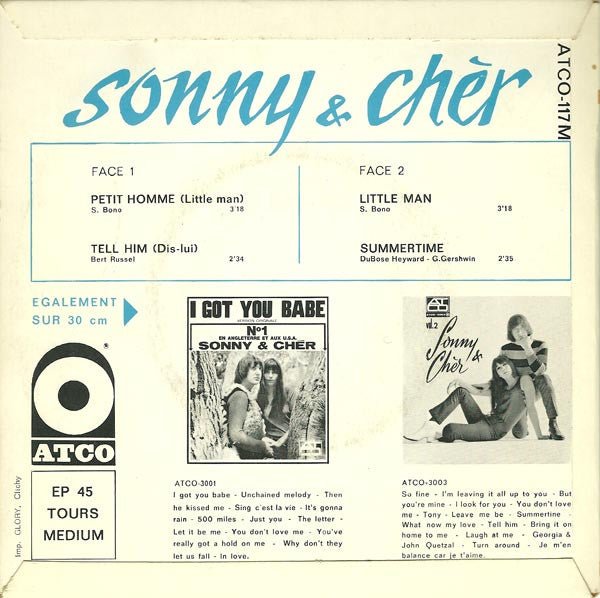 sonny & chèr
ATCO-117 M
FACE 1
PETIT HOMME (Little man)
S. Bono 3'18
TELL HIM (Dis-lui)
Bert Russel 2'34
FACE 2
LITTLE MAN
S. Bono 3'18
SUMMERTIME
DuBose Heyward - G.Gershwin 2'35
EGALEMENT
SUR 30 cm
ATCO
®
EP 45
TOURS
MEDIUM
Imp. GLORY, Clichy
I GOT YOU BABE
VERSION ORIGINALE
N°1
EN ANGLETERRE ET AUX U.S.A.
SONNY & CHÉR
ATCO-3001
I got you babe - Unchained melody - Then
he kissed me - Sing c'est la vie - It's gonna
rain - 500 miles - Just you - The letter -
Let it be me - You don't love me - You've
really got a hold on me - Why don't they
let us fall - In love.
vol.2
Sonny
&
Chèr
ATCO-3003
So fine - I'm leaving it all up to you - But
you're mine - I look for you - You don't love
me - Tony - Leave me be - Summertime -
What now my love - Tell him - Bring it on
home to me - Laugh at me - Georgia &
John Quetzal - Turn around - Je m'en
balance car je t'aime.